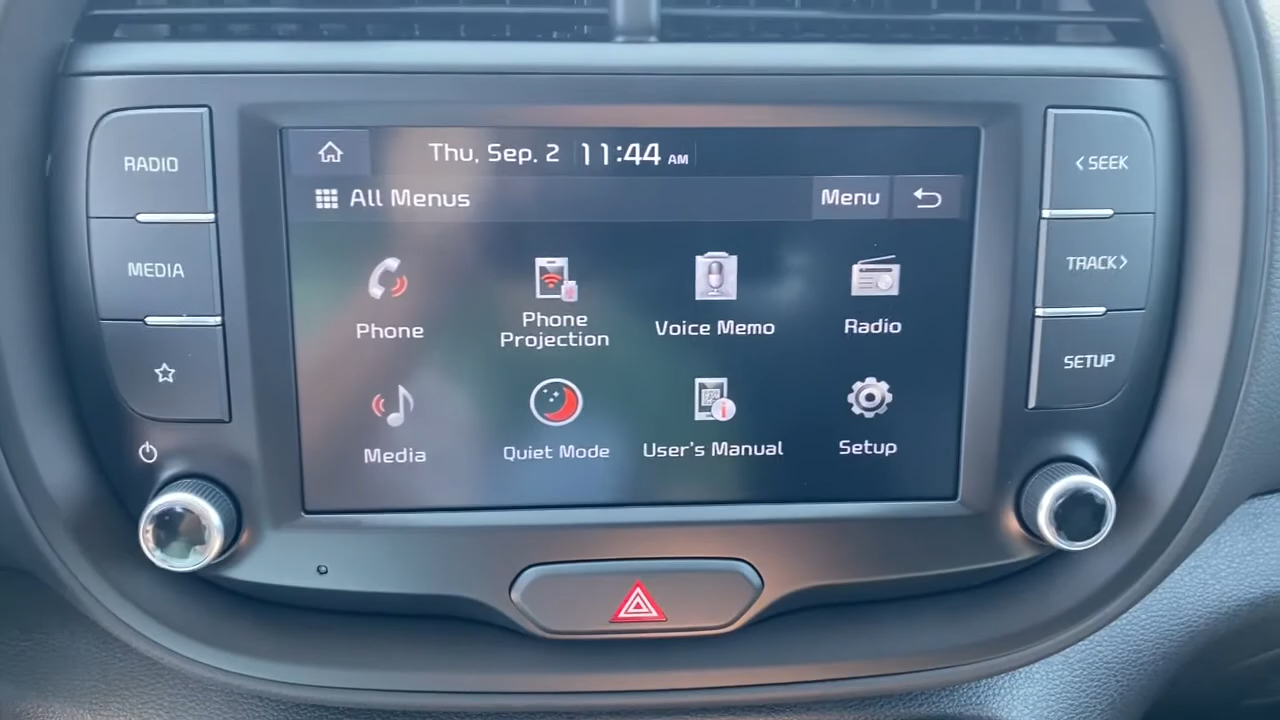 RADIO
MEDIA
Thu, Sep. 2 11:44 AM
All Menus
Menu
Phone
Phone
Projection
Voice Memo
Radio
Media
Quiet Mode
User's Manual
Setup
< SEEK
TRACK >
SETUP